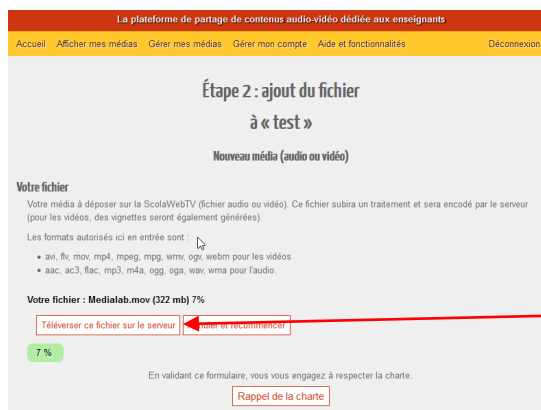 La plateforme de partage de contenus audio-vidéo dédiée aux enseignants
Accueil Afficher mes médias Gérer mes médias Gérer mon compte Aide et fonctionnalités Déconnexion
Étape 2 : ajout du fichier
à « test »
Nouveau média (audio ou vidéo)
Votre fichier
Votre média à déposer sur la ScolaWebTV (fichier audio ou vidéo). Ce fichier subira un traitement et sera encodé par le serveur
(pour les vidéos, des vignettes seront également générées).
Les formats autorisés ici en entrée sont :
• avi, flv, mov, mp4, mpeg, mpg, wmv, ogv, webm pour les vidéos
• aac, ac3, flac, mp3, m4a, ogg, oga, wav, wma pour l'audio.
Votre fichier : Medialab.mov (322 mb) 7%
Téléverser ce fichier sur le serveur et recommencer
7 %
En validant ce formulaire, vous vous engagez à respecter la charte.
Rappel de la charte